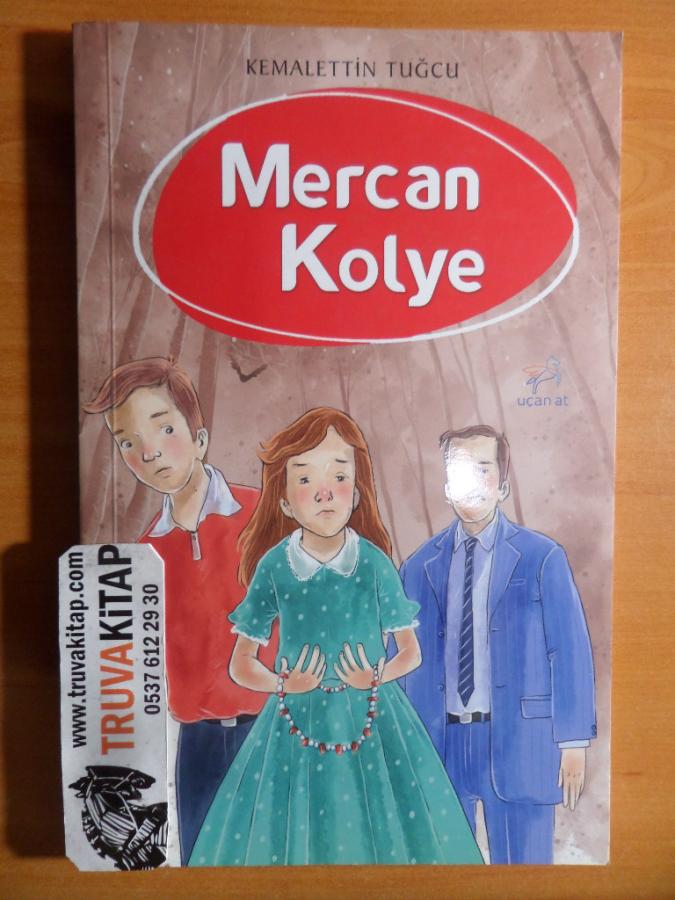 KEMALETTİN TUĞCU
Mercan
Kolye
uçan at
www.truvakitap.com
TRUVAKİTAP
0537 612 29 30